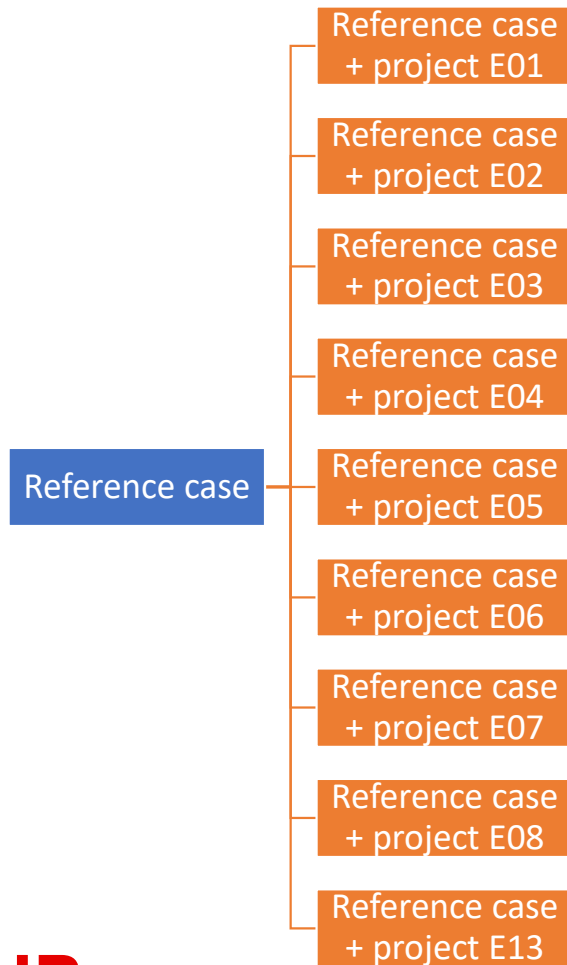 Reference case
+ project E01
Reference case
+ project E02
Reference case
+ project E03
Reference case
+ project E04
Reference case
Reference case
+ project E05
Reference case
+ project E06
Reference case
+ project E07
Reference case
+ project E08
Reference case
+ project E13